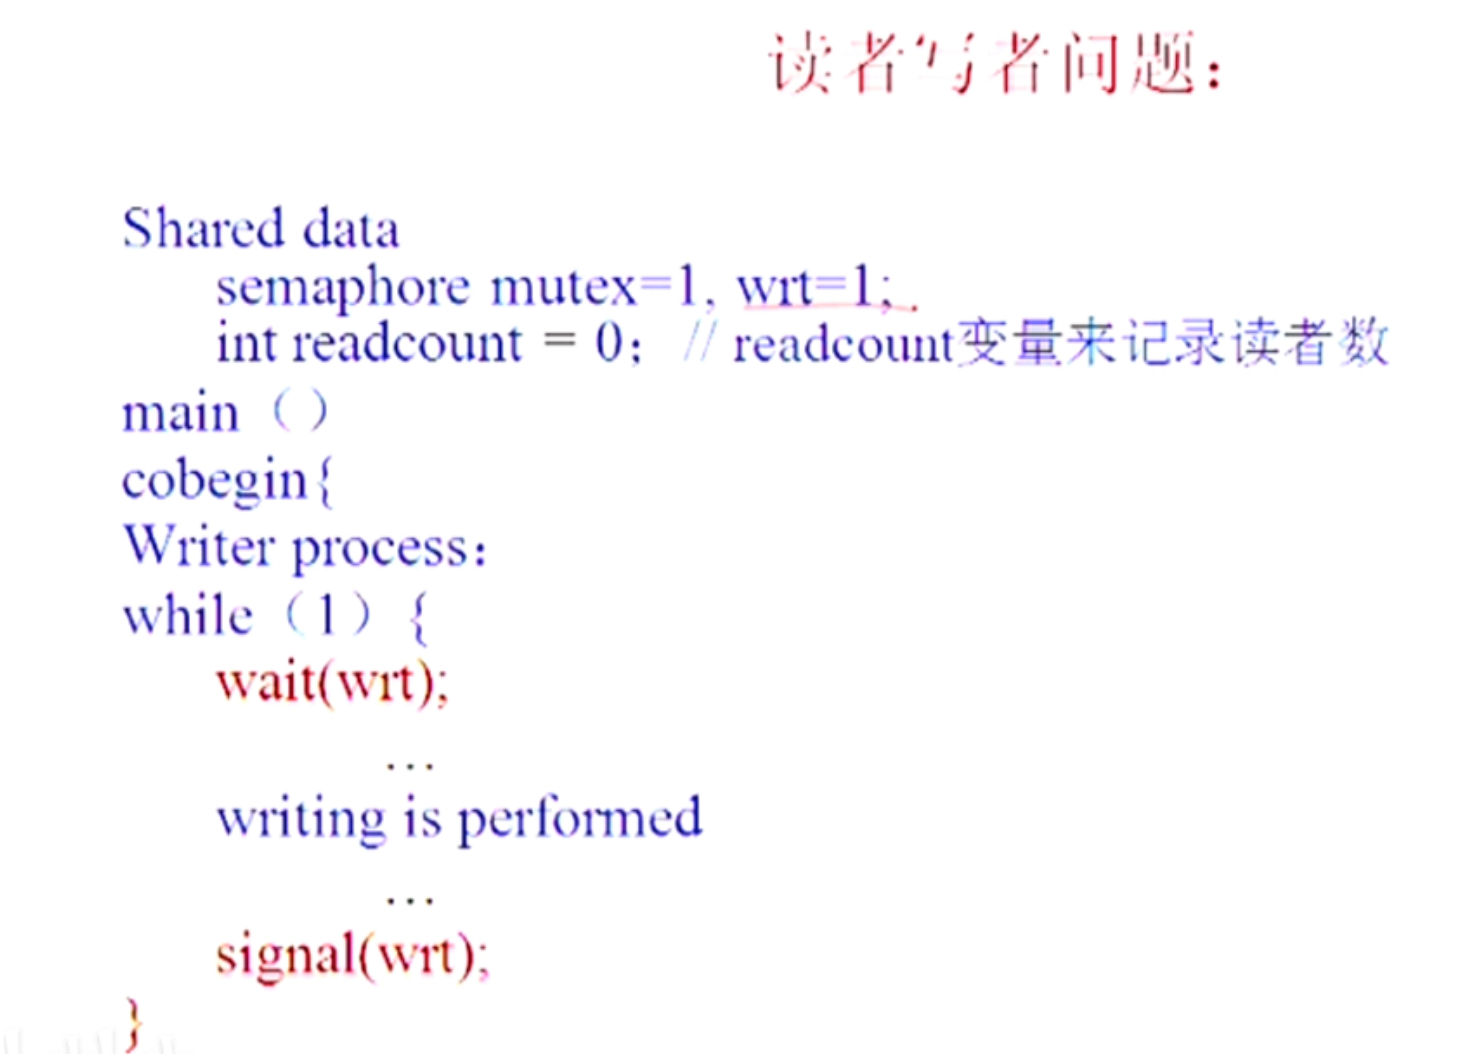 读者写者问题：
Shared data
semaphore mutex=1, wrt=1;
int readcount = 0； // readcount变量来记录读者数
main（）
cobegin{
Writer process：
while（1）{
wait(wrt);
...
writing is performed
...
signal(wrt);
}